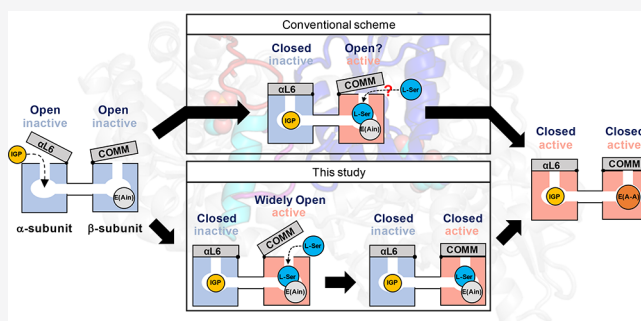 Conventional scheme
Closed
inactive
Open?
active
αL6
COMM
?
L-Ser
L-Ser
IGP
E(Ain)
Open
inactive
Open
inactive
αL6
COMM
IGP
E(Ain)
α-subunit
β-subunit
This study
Closed
inactive
Widely Open
active
αL6
COMM
L-Ser
IGP
L-Ser
E(Ain)
Closed
inactive
Closed
active
αL6
COMM
IGP
L-Ser
E(Ain)
Closed
active
Closed
active
αL6
COMM
IGP
E(A-A)